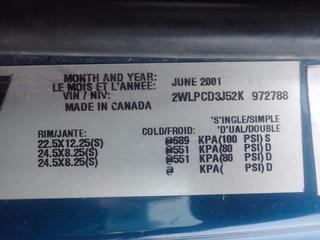 MONTH AND YEAR: JUNE 2001
LE MOIS ET L'ANNÉE:
VIN / NIV: 2WLPCD3J52K 972788
MADE IN CANADA
'S'INGLE/SIMPLE
RIM/JANTE: COLD/FROID: 'D'UAL/DOUBLE
22.5X12.25(S) @689 KPA(100 PSI)S
24.5X8.25(S) @551 KPA(80 PSI)D
24.5X8.25(S) @551 KPA(80 PSI)D
@ KPA( PSI)D